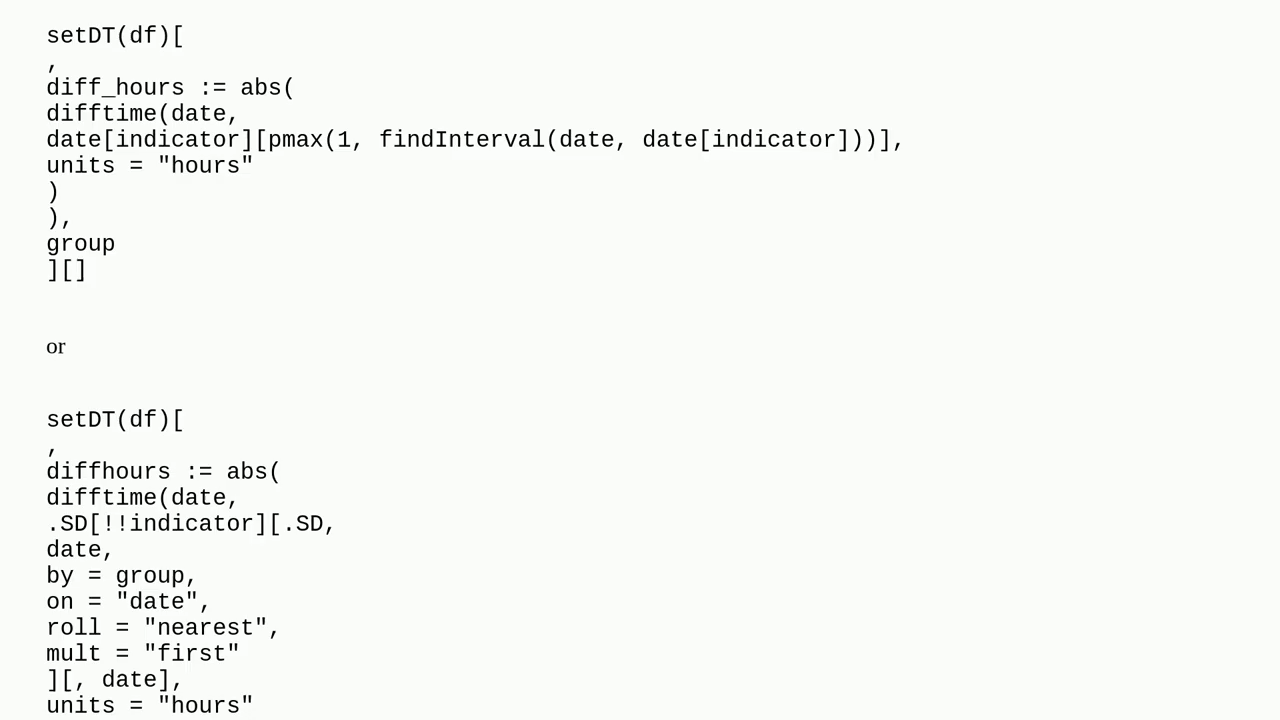 setDT(df)[
,
diff_hours := abs(
difftime(date,
date[indicator][pmax(1, findInterval(date, date[indicator]))],
units = "hours"
)
),
group
][]
or
setDT(df)[
,
diffhours := abs(
difftime(date,
.SD[!!indicator][.SD,
date,
by = group,
on = "date",
roll = "nearest",
mult = "first"
][, date],
units = "hours"